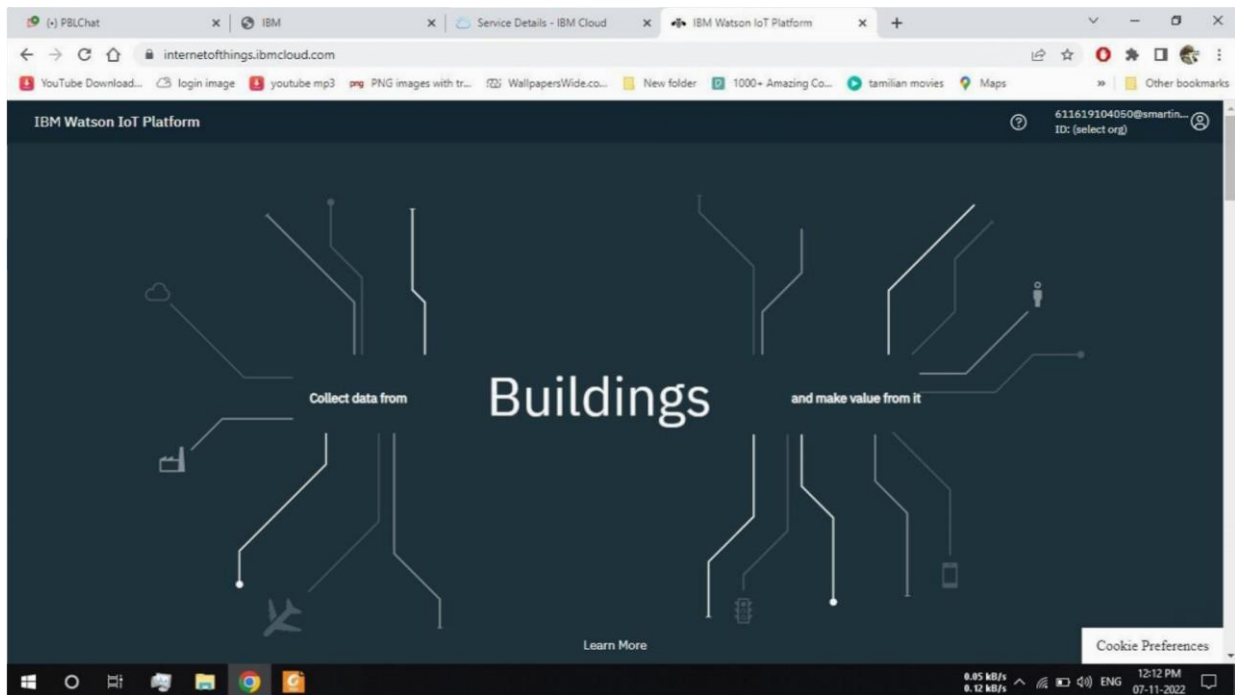 (•) PBLChat
IBM
Service Details - IBM Cloud
IBM Watson IoT Platform
internetofthings.ibmcloud.com
YouTube Download...
login image
youtube mp3
png
PNG images with tr...
WallpapersWide.co...
New folder
1000+ Amazing Co...
tamilian movies
Maps
»
Other bookmarks
IBM Watson IoT Platform
611619104050@smartin...
ID: (select org)
Collect data from
Buildings
and make value from it
Learn More
Cookie Preferences
0.05 kB/s
0.12 kB/s
ENG
12:12 PM
07-11-2022